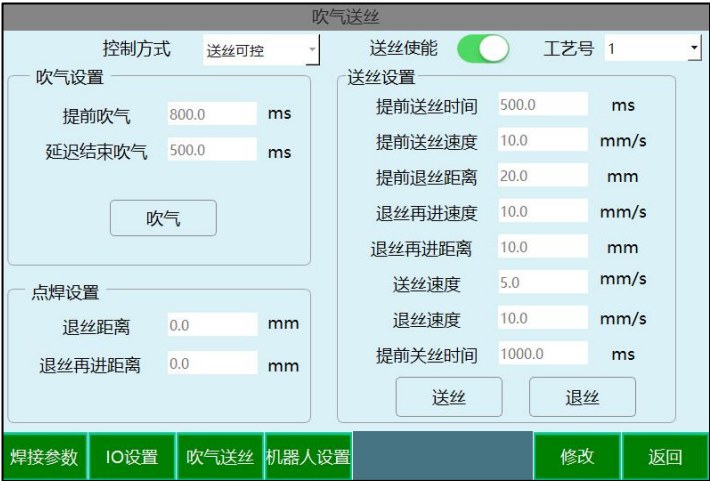 吹气送丝
控制方式 送丝可控 送丝使能 工艺号 1
吹气设置
提前吹气 800.0 ms
延迟结束吹气 500.0 ms
吹气
点焊设置
退丝距离 0.0 mm
退丝再进距离 0.0 mm
送丝设置
提前送丝时间 500.0 ms
提前送丝速度 10.0 mm/s
提前退丝距离 20.0 mm
退丝再进速度 10.0 mm/s
退丝再进距离 10.0 mm
送丝速度 5.0 mm/s
退丝速度 10.0 mm/s
提前关丝时间 1000.0 ms
送丝 退丝
焊接参数 IO设置 吹气送丝 机器人设置 修改 返回